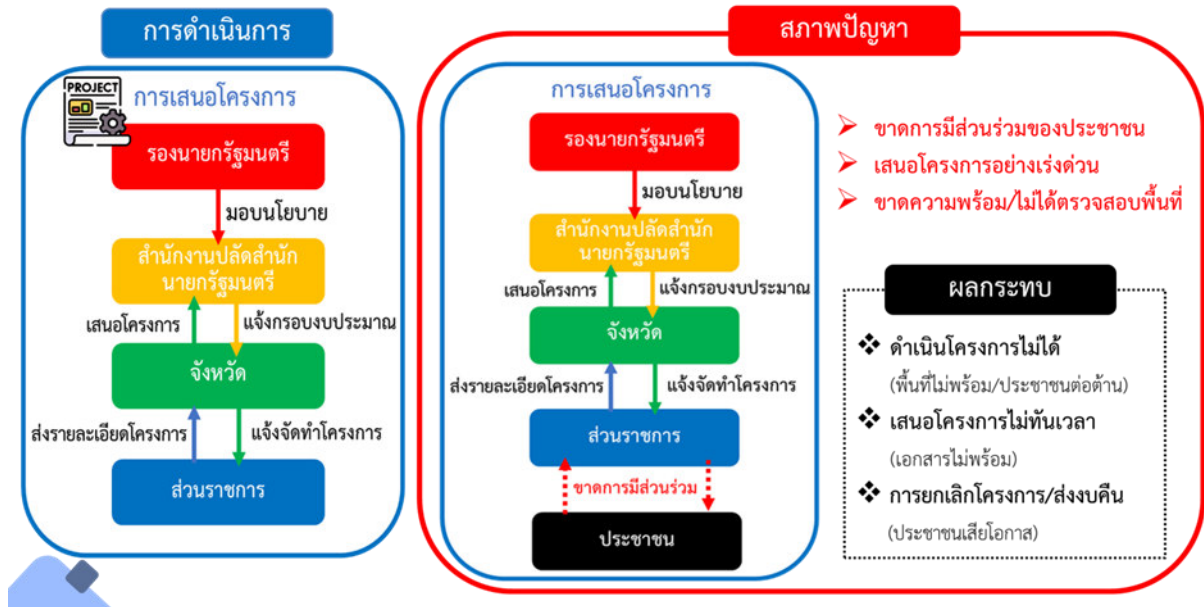 การดำเนินการ
PROJECT
การเสนอโครงการ
รองนายกรัฐมนตรี
มอบนโยบาย
สำนักงานปลัดสำนัก
นายกรัฐมนตรี
เสนอโครงการ
แจ้งกรอบงบประมาณ
จังหวัด
ส่งรายละเอียดโครงการ
แจ้งจัดทำโครงการ
ส่วนราชการ
สภาพปัญหา
การเสนอโครงการ
รองนายกรัฐมนตรี
มอบนโยบาย
สำนักงานปลัดสำนัก
นายกรัฐมนตรี
เสนอโครงการ
แจ้งกรอบงบประมาณ
จังหวัด
ส่งรายละเอียดโครงการ
แจ้งจัดทำโครงการ
ส่วนราชการ
ขาดการมีส่วนร่วม
ประชาชน
ขาดการมีส่วนร่วมของประชาชน
เสนอโครงการอย่างเร่งด่วน
ขาดความพร้อม/ไม่ได้ตรวจสอบพื้นที่
ผลกระทบ
ดำเนินโครงการไม่ได้
(พื้นที่ไม่พร้อม/ประชาชนต่อต้าน)
เสนอโครงการไม่ทันเวลา
(เอกสารไม่พร้อม)
การยกเลิกโครงการ/ส่งงบคืน
(ประชาชนเสียโอกาส)